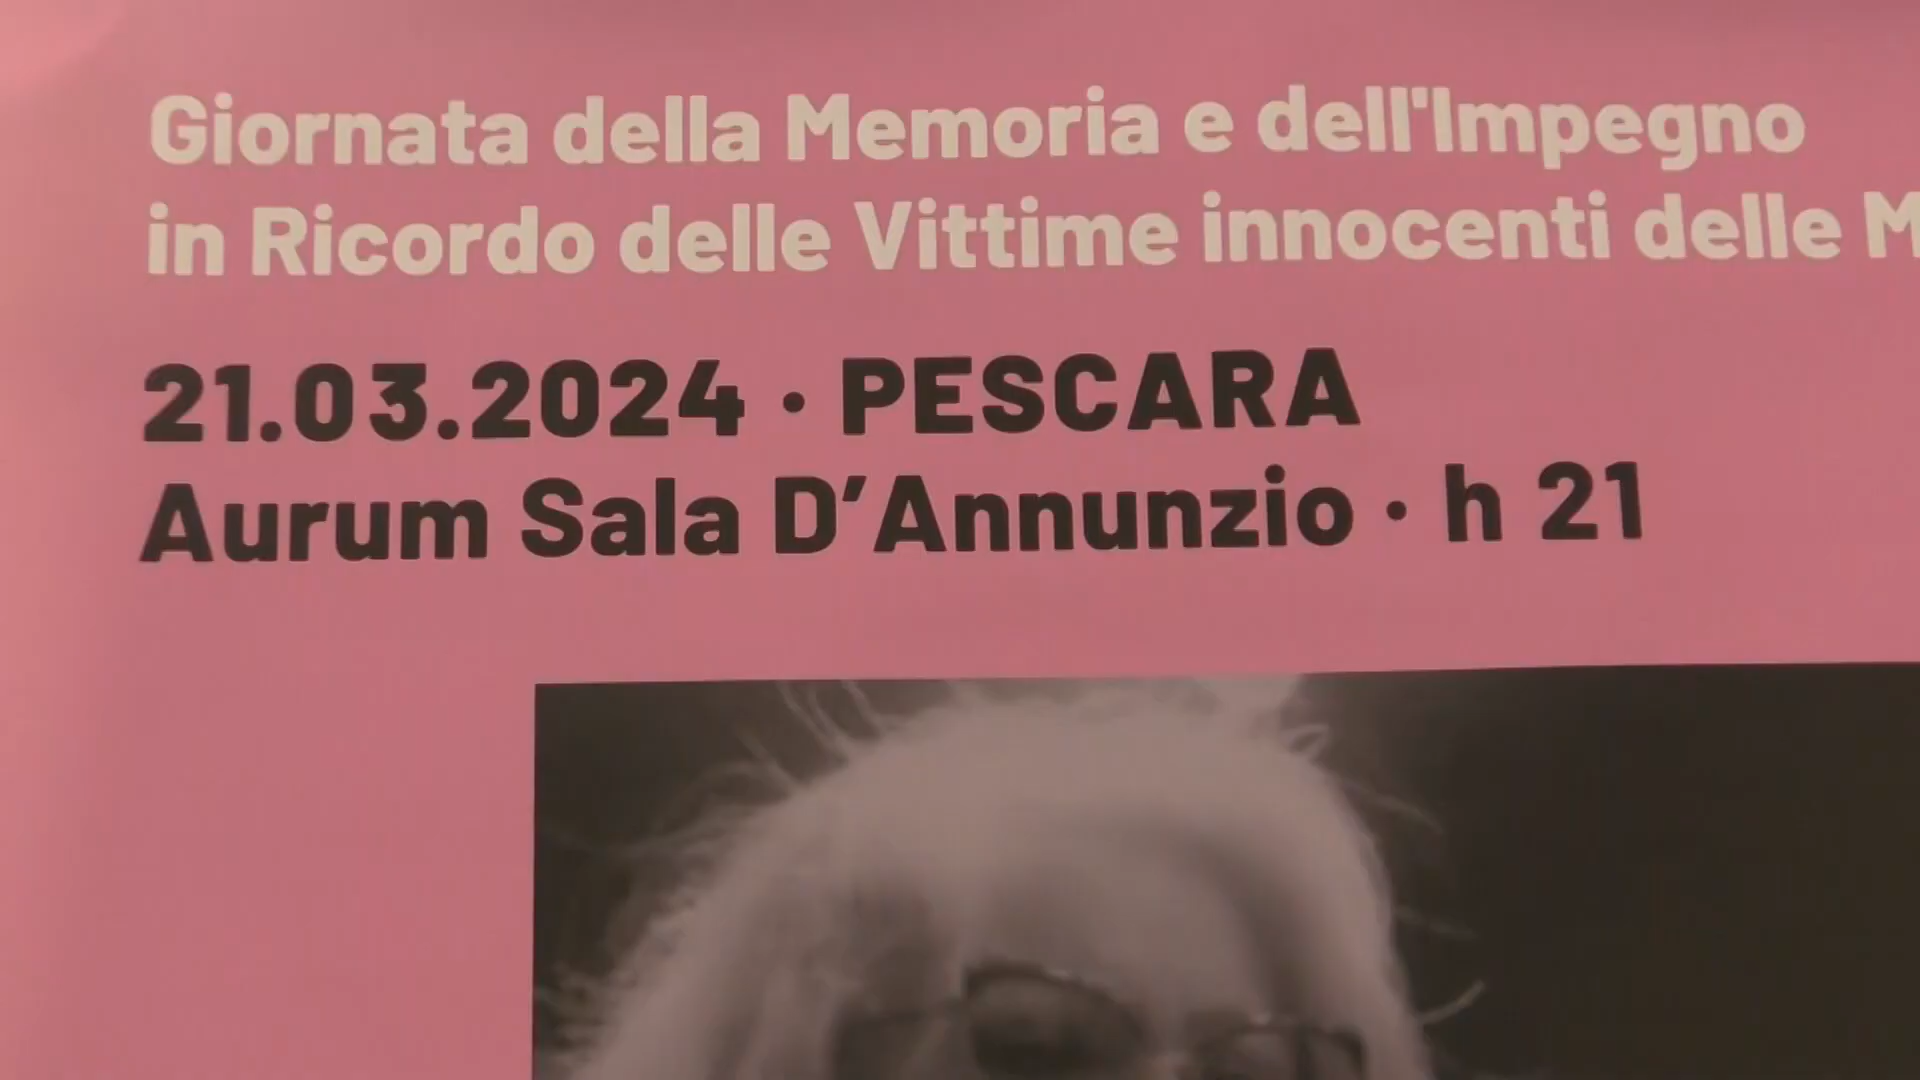 Giornata della Memoria e dell'Impegno
in Ricordo delle Vittime innocenti delle M
21.03.2024 · PESCARA
Aurum Sala D’Annunzio · h 21